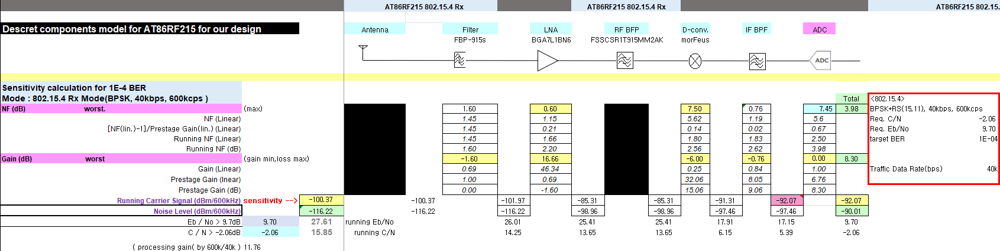 AT86RF215 802.15.4 Rx AT86RF215 802.15.4 Rx AT86RF215 802.15.
Descret components model for AT86RF215 for our design Antenna Filter LNA RF BFP D-conv. IF BPF ADC
FBP-915s BGA7L1BN6 FSSCSR1T915MM2AK morFeus
ADC
Sensitivity calculation for 1E-4 BER
Mode : 802.15.4 Rx Mode(BPSK, 40kbps, 600kcps ) Total <802.15.4>
NF (dB) worst. (max) 1.60 0.60 7.50 0.76 7.45 3.98 BPSK+RS(15,11), 40kbps, 600kcps
NF (Linear) 1.45 1.15 5.62 1.19 5.6 Req. C/N -2.06
[NF(lin.)-1]/Prestage Gain(lin.) (Linear) 1.45 0.21 0.14 0.02 0.67 Req. Eb/No 9.70
Running NF (Linear) 1.45 1.66 1.80 1.83 2.50 target BER 1E-04
Running NF (dB) 1.60 2.20 2.56 2.62 3.98
Gain (dB) worst (gain min,loss max) -1.60 16.66 -6.00 -0.76 0.00 8.30
Gain (Linear) 0.69 46.34 0.25 0.84 1.00 Traffic Data Rate(bps) 40k
Prestage Gain (inear) 1.00 0.69 32.06 8.05 6.76
Prestage Gain (dB) 0.00 -1.60 15.06 9.06 8.30
Running Carrier Signal (dBm/600kHz) sensitivity --> -100.37 -100.37 -101.97 -85.31 -85.31 -91.31 -92.07 -92.07
Noise Level (dBm/600kHz) -116.22 -116.22 -116.22 -98.96 -98.96 -97.46 -97.46 -90.01
Eb / No > 9.7dB 9.70 27.61 running Eb/No 26.01 25.41 25.41 17.91 17.15 9.70
C / N > -2.06dB -2.06 15.85 running C/N 14.25 13.65 13.65 6.15 5.39 -2.06
( processing gain( by 600k/40k ) 11.76